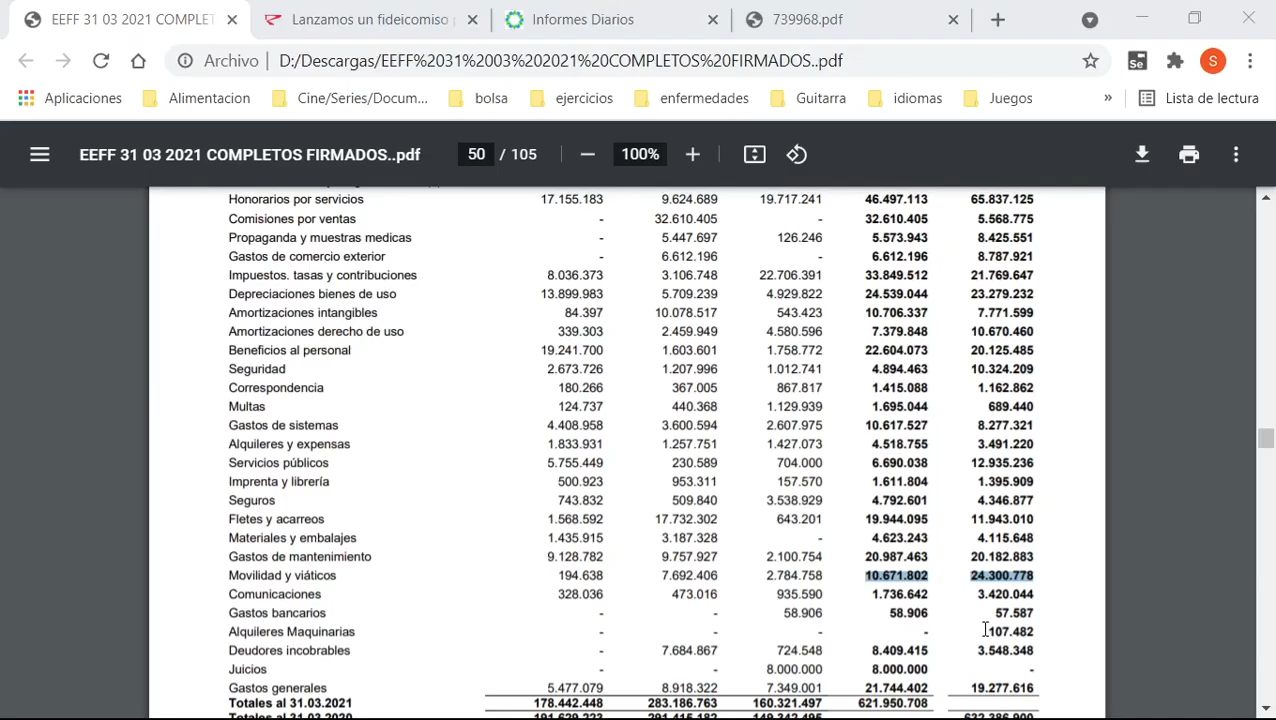 EEFF 31 03 2021 COMPLET
Lanzamos un fideicomiso
Informes Diarios
739968.pdf
Archivo D:/Descargas/EEFF%2031%2003%202021%20COMPLETOS%20FIRMADOS..pdf
Se
S
Aplicaciones Alimentacion Cine/Series/Docum... bolsa ejercicios enfermedades Guitarra idiomas Juegos » Lista de lectura
EEFF 31 03 2021 COMPLETOS FIRMADOS..pdf 50 / 105 100%
Honorarios por servicios 17.155.183 9.624.689 19.717.241 46.497.113 65.837.125
Comisiones por ventas - 32.610.405 - 32.610.405 5.568.775
Propaganda y muestras medicas - 5.447.697 126.246 5.573.943 8.425.551
Gastos de comercio exterior - 6.612.196 - 6.612.196 8.787.921
Impuestos. tasas y contribuciones 8.036.373 3.106.748 22.706.391 33.849.512 21.769.647
Depreciaciones bienes de uso 13.899.983 5.709.239 4.929.822 24.539.044 23.279.232
Amortizaciones intangibles 84.397 10.078.517 543.423 10.706.337 7.771.599
Amortizaciones derecho de uso 339.303 2.459.949 4.580.596 7.379.848 10.670.460
Beneficios al personal 19.241.700 1.603.601 1.758.772 22.604.073 20.125.485
Seguridad 2.673.726 1.207.996 1.012.741 4.894.463 10.324.209
Correspondencia 180.266 367.005 867.817 1.415.088 1.162.862
Multas 124.737 440.368 1.129.939 1.695.044 689.440
Gastos de sistemas 4.408.958 3.600.594 2.607.975 10.617.527 8.277.321
Alquileres y expensas 1.833.931 1.257.751 1.427.073 4.518.755 3.491.220
Servicios públicos 5.755.449 230.589 704.000 6.690.038 12.935.236
Imprenta y librería 500.923 953.311 157.570 1.611.804 1.395.909
Seguros 743.832 509.840 3.538.929 4.792.601 4.346.877
Fletes y acarreos 1.568.592 17.732.302 643.201 19.944.095 11.943.010
Materiales y embalajes 1.435.915 3.187.328 - 4.623.243 4.115.648
Gastos de mantenimiento 9.128.782 9.757.927 2.100.754 20.987.463 20.182.883
Movilidad y viáticos 194.638 7.692.406 2.784.758 10.671.802 24.300.778
Comunicaciones 328.036 473.016 935.590 1.736.642 3.420.044
Gastos bancarios - - 58.906 58.906 57.587
Alquileres Maquinarias - - - - 107.482
Deudores incobrables - 7.684.867 724.548 8.409.415 3.548.348
Juicios - - 8.000.000 8.000.000 -
Gastos generales 5.477.079 8.918.322 7.349.001 21.744.402 19.277.616
Totales al 31.03.2021 178.442.448 283.186.763 160.321.497 621.950.708
Totales al 31.03.2020 191.629.223 291.415.182 149.342.495 632.386.900